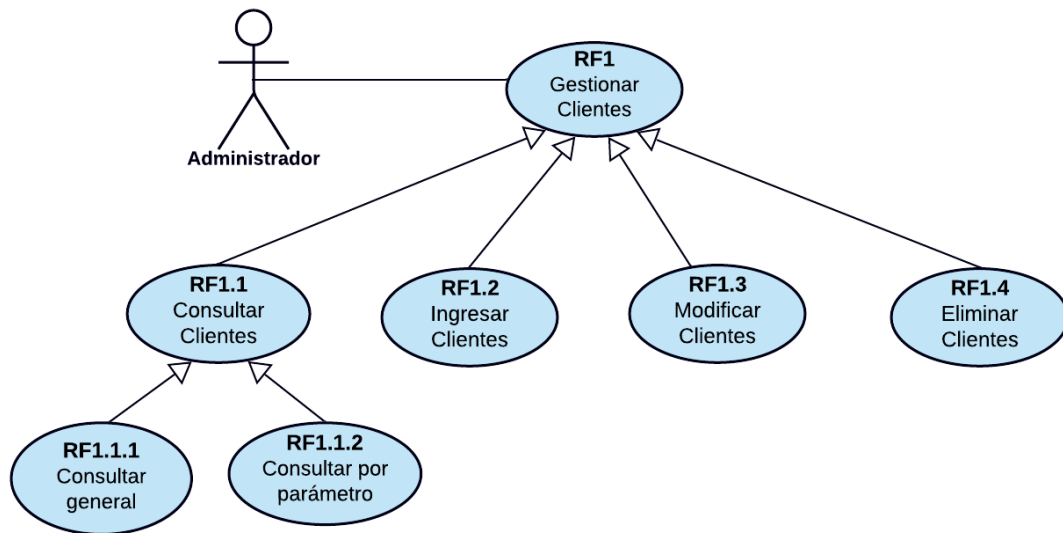 RF1
Gestionar
Clientes
Administrador
RF1.1
Consultar
Clientes
RF1.2
Ingresar
Clientes
RF1.3
Modificar
Clientes
RF1.4
Eliminar
Clientes
RF1.1.1
Consultar
general
RF1.1.2
Consultar por
parámetro